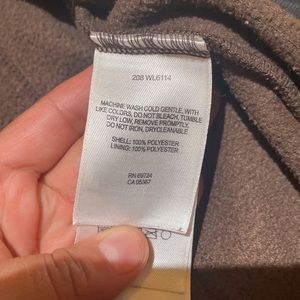 208 WL6114
MACHINE WASH COLD GENTLE, WITH
LIKE COLORS, DO NOT BLEACH, TUMBLE
DRY LOW, REMOVE PROMPTLY,
DO NOT IRON, DRYCLEANABLE
SHELL: 100% POLYESTER
LINING: 100% POLYESTER
RN 69724
CA 05367